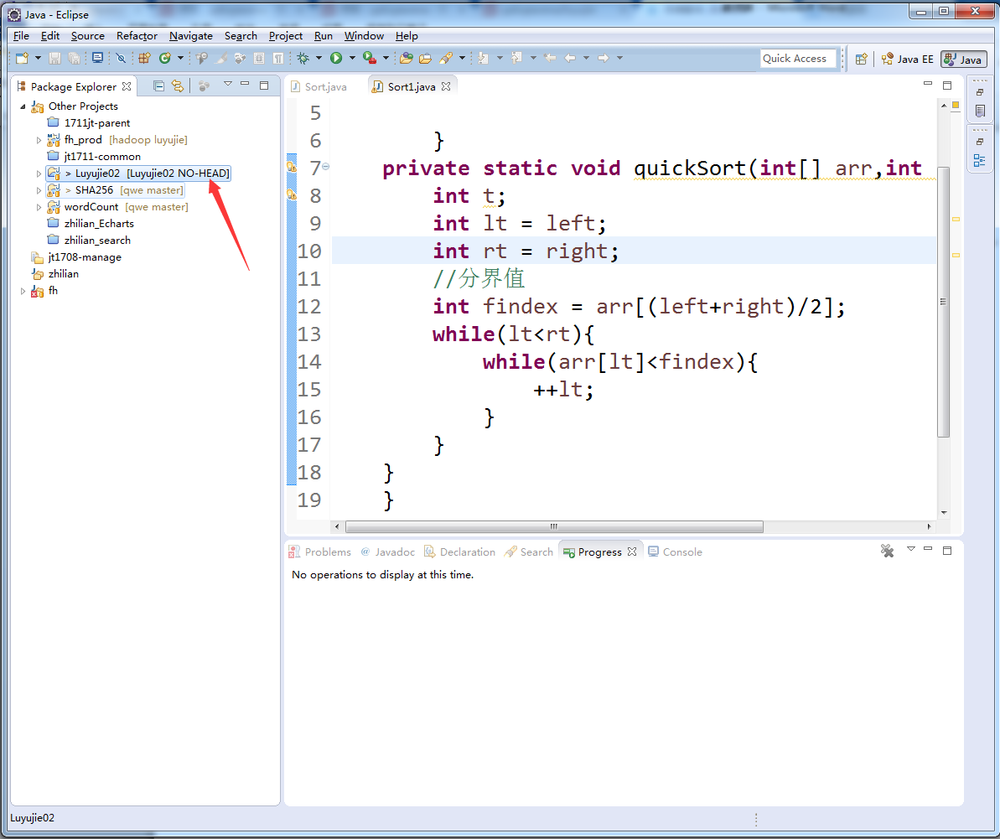 Java - Eclipse
File Edit Source Refactor Navigate Search Project Run Window Help
Quick Access Java EE Java
Package Explorer
Other Projects
1711jt-parent
fh_prod [hadoop luyujie]
jt1711-common
> Luyujie02 [Luyujie02 NO-HEAD]
> SHA256 [qwe master]
wordCount [qwe master]
zhilian_Echarts
zhilian_search
jt1708-manage
zhilian
fh
Sort.java Sort1.java
5
6 }
7 private static void quickSort(int[] arr,int
8 int t;
9 int lt = left;
10 int rt = right;
11 //分界值
12 int findex = arr[(left+right)/2];
13 while(lt<rt){
14 while(arr[lt]<findex){
15 ++lt;
16 }
17 }
18 }
19 }
Problems @ Javadoc Declaration Search Progress Console
No operations to display at this time.
Luyujie02